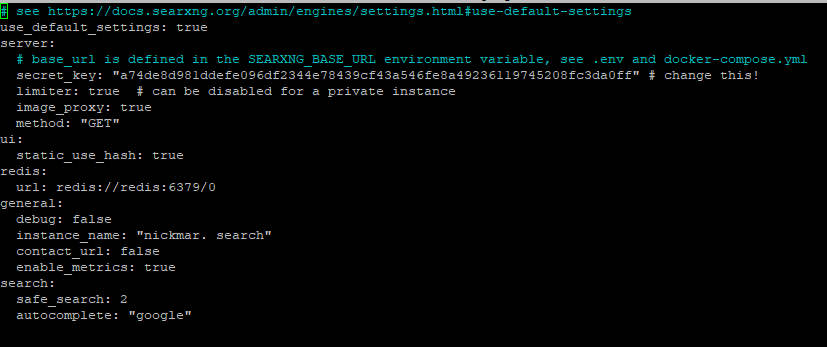 # see https://docs.searxng.org/admin/engines/settings.html#use-default-settings
use_default_settings: true
server:
  # base_url is defined in the SEARXNG_BASE_URL environment variable, see .env and docker-compose.yml
  secret_key: "a74de8d981ddefe096df2344e78439cf43a546fe8a49236119745208fc3da0ff" # change this!
  limiter: true  # can be disabled for a private instance
  image_proxy: true
  method: "GET"
ui:
  static_use_hash: true
redis:
  url: redis://redis:6379/0
general:
  debug: false
  instance_name: "nickmar. search"
  contact_url: false
  enable_metrics: true
search:
  safe_search: 2
  autocomplete: "google"